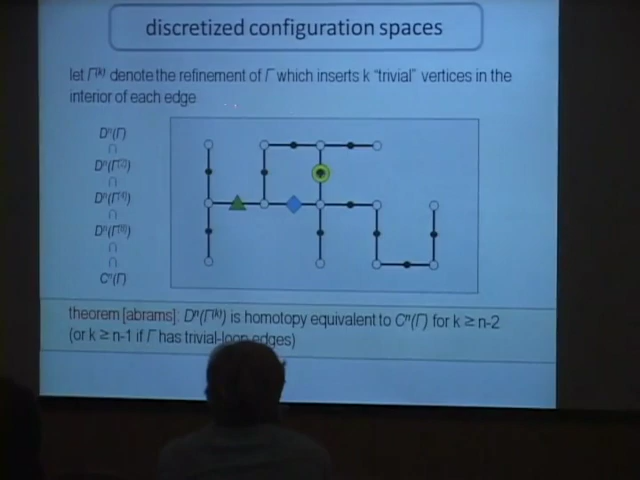 discretized configuration spaces
let Γ⁽ᵏ⁾ denote the refinement of Γ which inserts k "trivial" vertices in the
interior of each edge
Dⁿ(Γ)
∩
Dⁿ(Γ⁽²⁾)
∩
Dⁿ(Γ⁽⁴⁾)
∩
Dⁿ(Γ⁽⁶⁾)
∩
∩
Cⁿ(Γ)
theorem [abrams]: Dⁿ(Γ⁽ᵏ⁾) is homotopy equivalent to Cⁿ(Γ) for k ≥ n-2
(or k ≥ n-1 if Γ has trivial-loop edges)